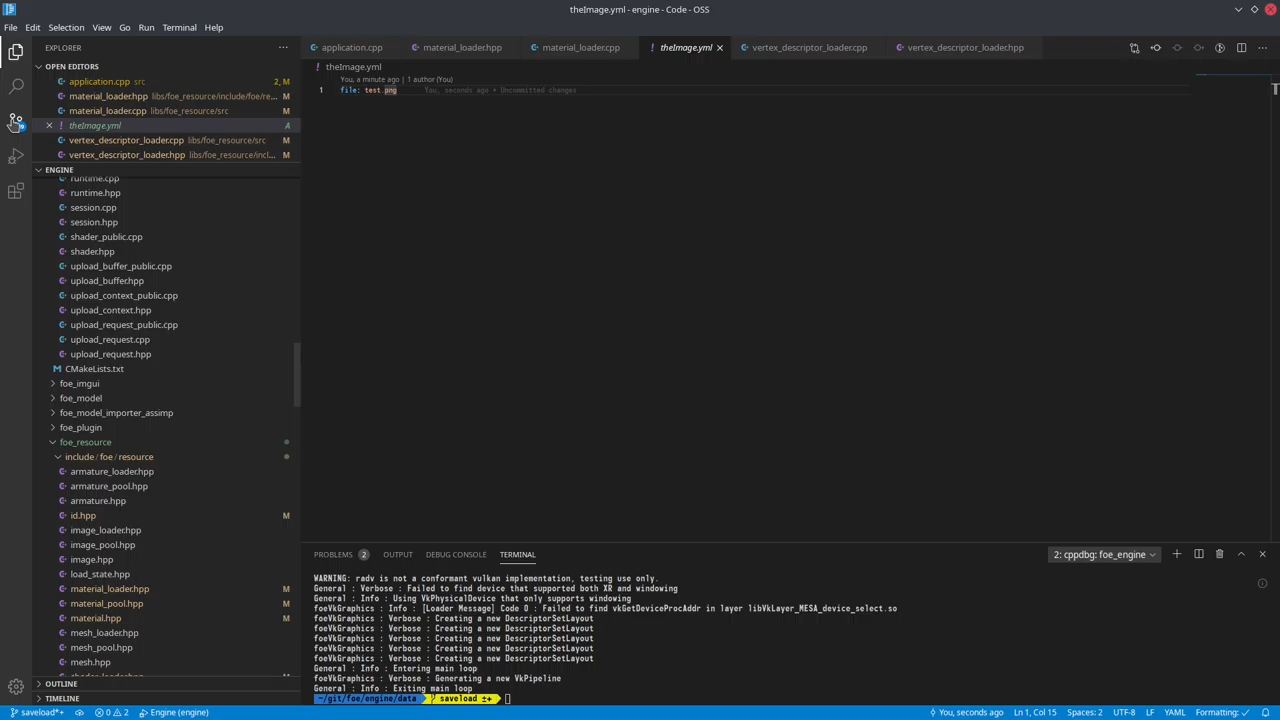 theImage.yml - engine - Code - OSS
File Edit Selection View Go Run Terminal Help
EXPLORER
OPEN EDITORS
application.cpp src 2, M
material_loader.hpp libs/foe_resource/include/foe/re... M
material_loader.cpp libs/foe_resource/src M
! theImage.yml A
vertex_descriptor_loader.cpp libs/foe_resource/src M
vertex_descriptor_loader.hpp libs/foe_resource/incl... M
ENGINE
runtime.cpp
runtime.hpp
session.cpp
session.hpp
shader_public.cpp
shader.hpp
upload_buffer_public.cpp
upload_buffer.hpp
upload_context_public.cpp
upload_context.hpp
upload_request_public.cpp
upload_request.cpp
upload_request.hpp
M CMakeLists.txt
foe_imgui
foe_model
foe_model_importer_assimp
foe_plugin
foe_resource
include / foe / resource
armature_loader.hpp
armature_pool.hpp
armature.hpp
id.hpp M
image_loader.hpp
image_pool.hpp
image.hpp
load_state.hpp
material_loader.hpp M
material_pool.hpp M
material.hpp M
mesh_loader.hpp
mesh_pool.hpp
mesh.hpp
OUTLINE
TIMELINE
application.cpp material_loader.hpp material_loader.cpp ! theImage.yml vertex_descriptor_loader.cpp vertex_descriptor_loader.hpp
! theImage.yml
You, a minute ago | 1 author (You)
1 file: test.png You, seconds ago • Uncommitted changes
PROBLEMS 2 OUTPUT DEBUG CONSOLE TERMINAL 2: cppdbg: foe_engine
WARNING: radv is not a conformant vulkan implementation, testing use only.
General : Verbose : Failed to find device that supported both XR and windowing
General : Info : Using VkPhysicalDevice that only supports windowing
foeVkGraphics : Info : [Loader Message] Code 0 : Failed to find vkGetDeviceProcAddr in layer libVkLayer_MESA_device_select.so
foeVkGraphics : Verbose : Creating a new DescriptorSetLayout
foeVkGraphics : Verbose : Creating a new DescriptorSetLayout
foeVkGraphics : Verbose : Creating a new DescriptorSetLayout
foeVkGraphics : Verbose : Creating a new DescriptorSetLayout
foeVkGraphics : Verbose : Creating a new DescriptorSetLayout
General : Info : Entering main loop
foeVkGraphics : Verbose : Generating a new VkPipeline
General : Info : Exiting main loop
~/git/foe/engine/data saveload ±+
saveload*+ 0 2 Engine (engine) You, seconds ago Ln 1, Col 15 Spaces: 2 UTF-8 LF YAML Formatting: ✓